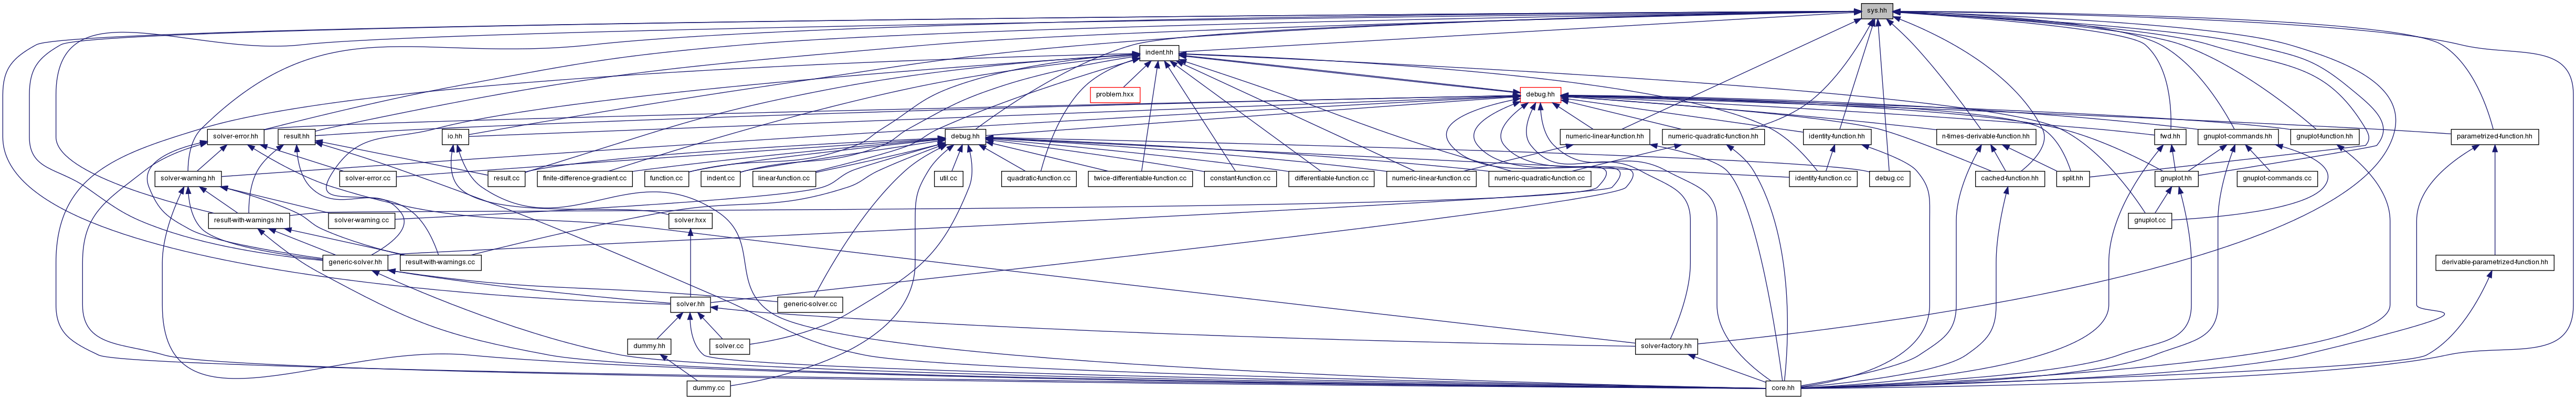 sys.hh
indent.hh
problem.hxx
debug.hh
solver-error.hh
result.hh
io.hh
debug.hh
numeric-linear-function.hh
numeric-quadratic-function.hh
identity-function.hh
n-times-derivable-function.hh
fwd.hh
gnuplot-commands.hh
gnuplot-function.hh
parametrized-function.hh
solver-warning.hh
solver-error.cc
result.cc
finite-difference-gradient.cc
function.cc
indent.cc
linear-function.cc
util.cc
quadratic-function.cc
twice-differentiable-function.cc
constant-function.cc
differentiable-function.cc
numeric-linear-function.cc
numeric-quadratic-function.cc
identity-function.cc
debug.cc
cached-function.hh
split.hh
gnuplot.hh
gnuplot-commands.cc
result-with-warnings.hh
solver-warning.cc
solver.hxx
gnuplot.cc
generic-solver.hh
result-with-warnings.cc
derivable-parametrized-function.hh
solver.hh
generic-solver.cc
dummy.hh
solver.cc
solver-factory.hh
dummy.cc
core.hh